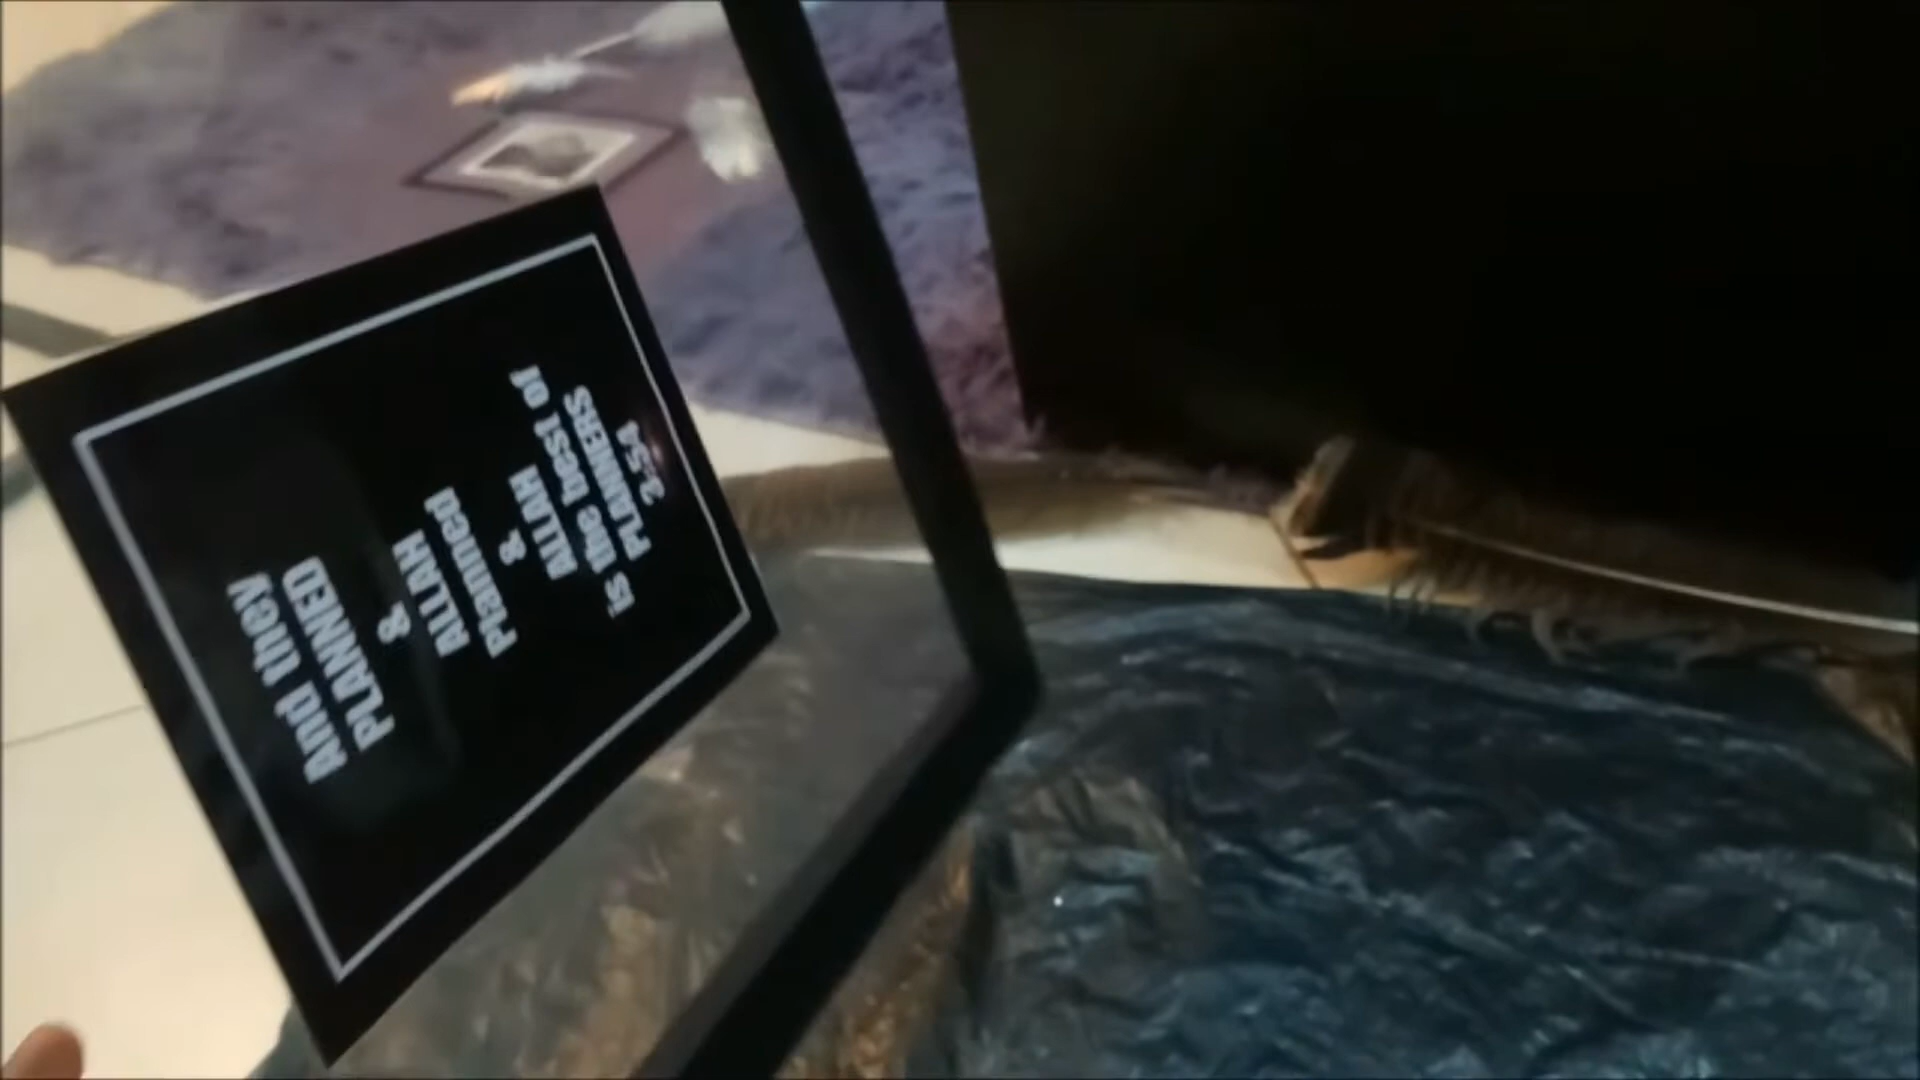 And they
PLANNED
&
ALLAH
Planned
&
ALLAH
is the best of
PLANNERS
3:54